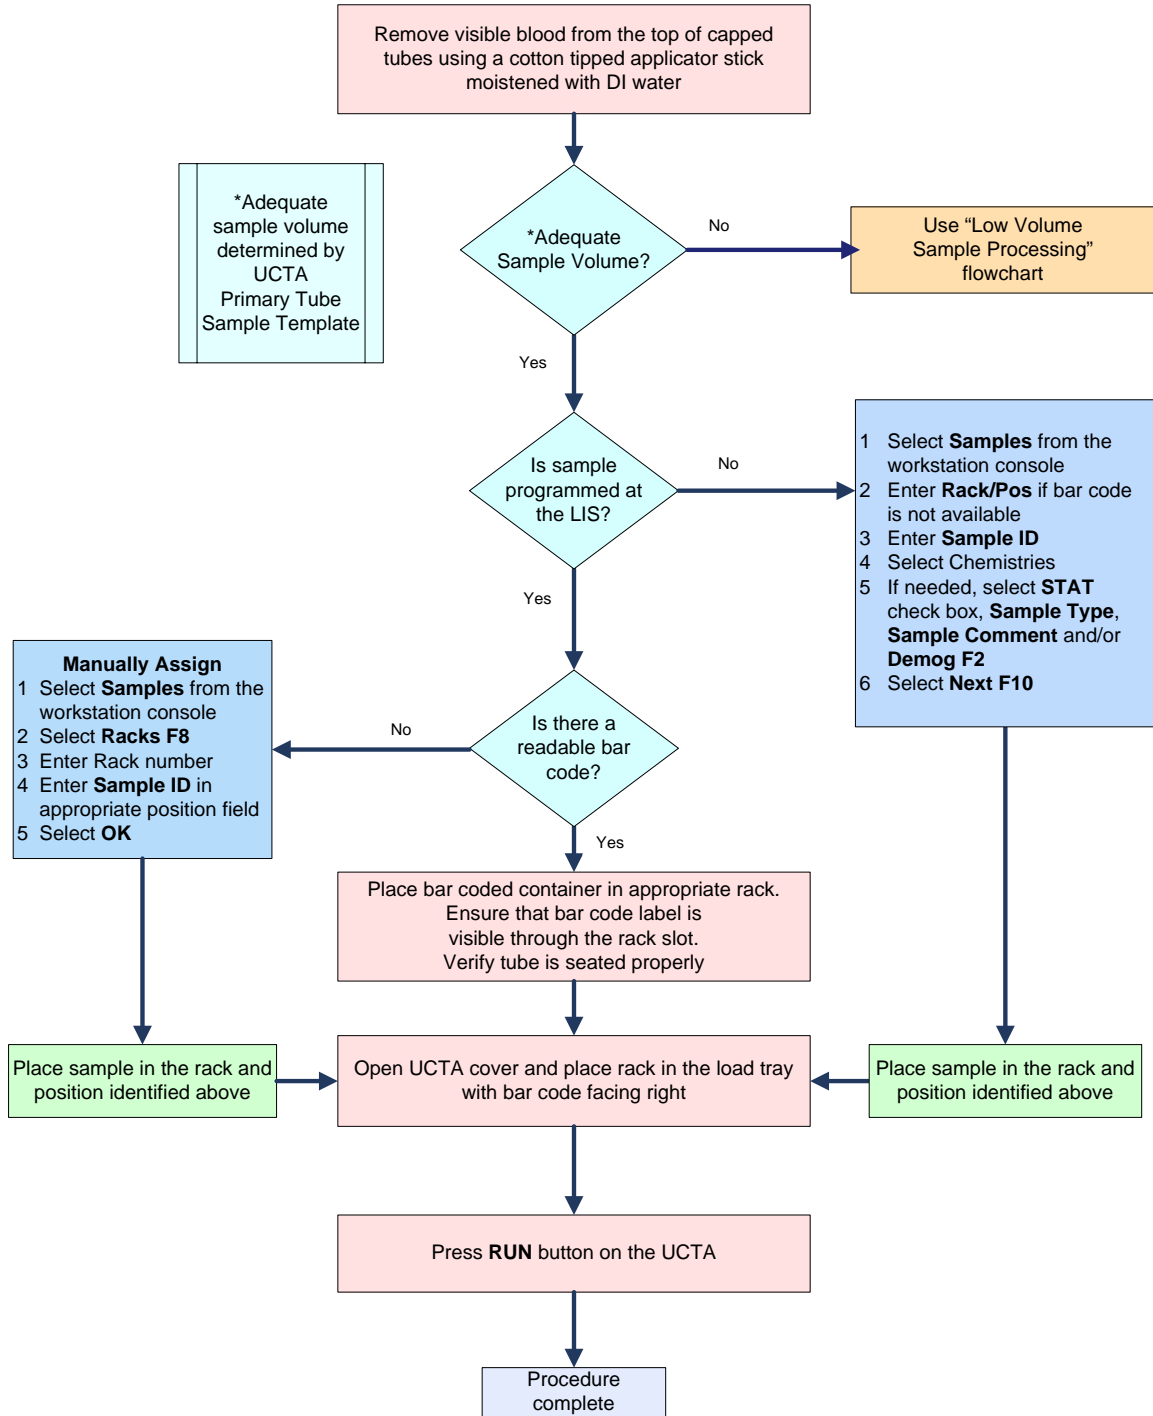 Remove visible blood from the top of capped
tubes using a cotton tipped applicator stick
moistened with DI water
*Adequate
sample volume
determined by
UCTA
Primary Tube
Sample Template
*Adequate
Sample Volume?
No
Use “Low Volume
Sample Processing”
flowchart
Yes
Is sample
programmed at
the LIS?
No
1 Select Samples from the
workstation console
2 Enter Rack/Pos if bar code
is not available
3 Enter Sample ID
4 Select Chemistries
5 If needed, select STAT
check box, Sample Type,
Sample Comment and/or
Demog F2
6 Select Next F10
Yes
Manually Assign
1 Select Samples from the
workstation console
2 Select Racks F8
3 Enter Rack number
4 Enter Sample ID in
appropriate position field
5 Select OK
No
Is there a
readable bar
code?
Yes
Place bar coded container in appropriate rack.
Ensure that bar code label is
visible through the rack slot.
Verify tube is seated properly
Place sample in the rack and
position identified above
Open UCTA cover and place rack in the load tray
with bar code facing right
Place sample in the rack and
position identified above
Press RUN button on the UCTA
Procedure
complete